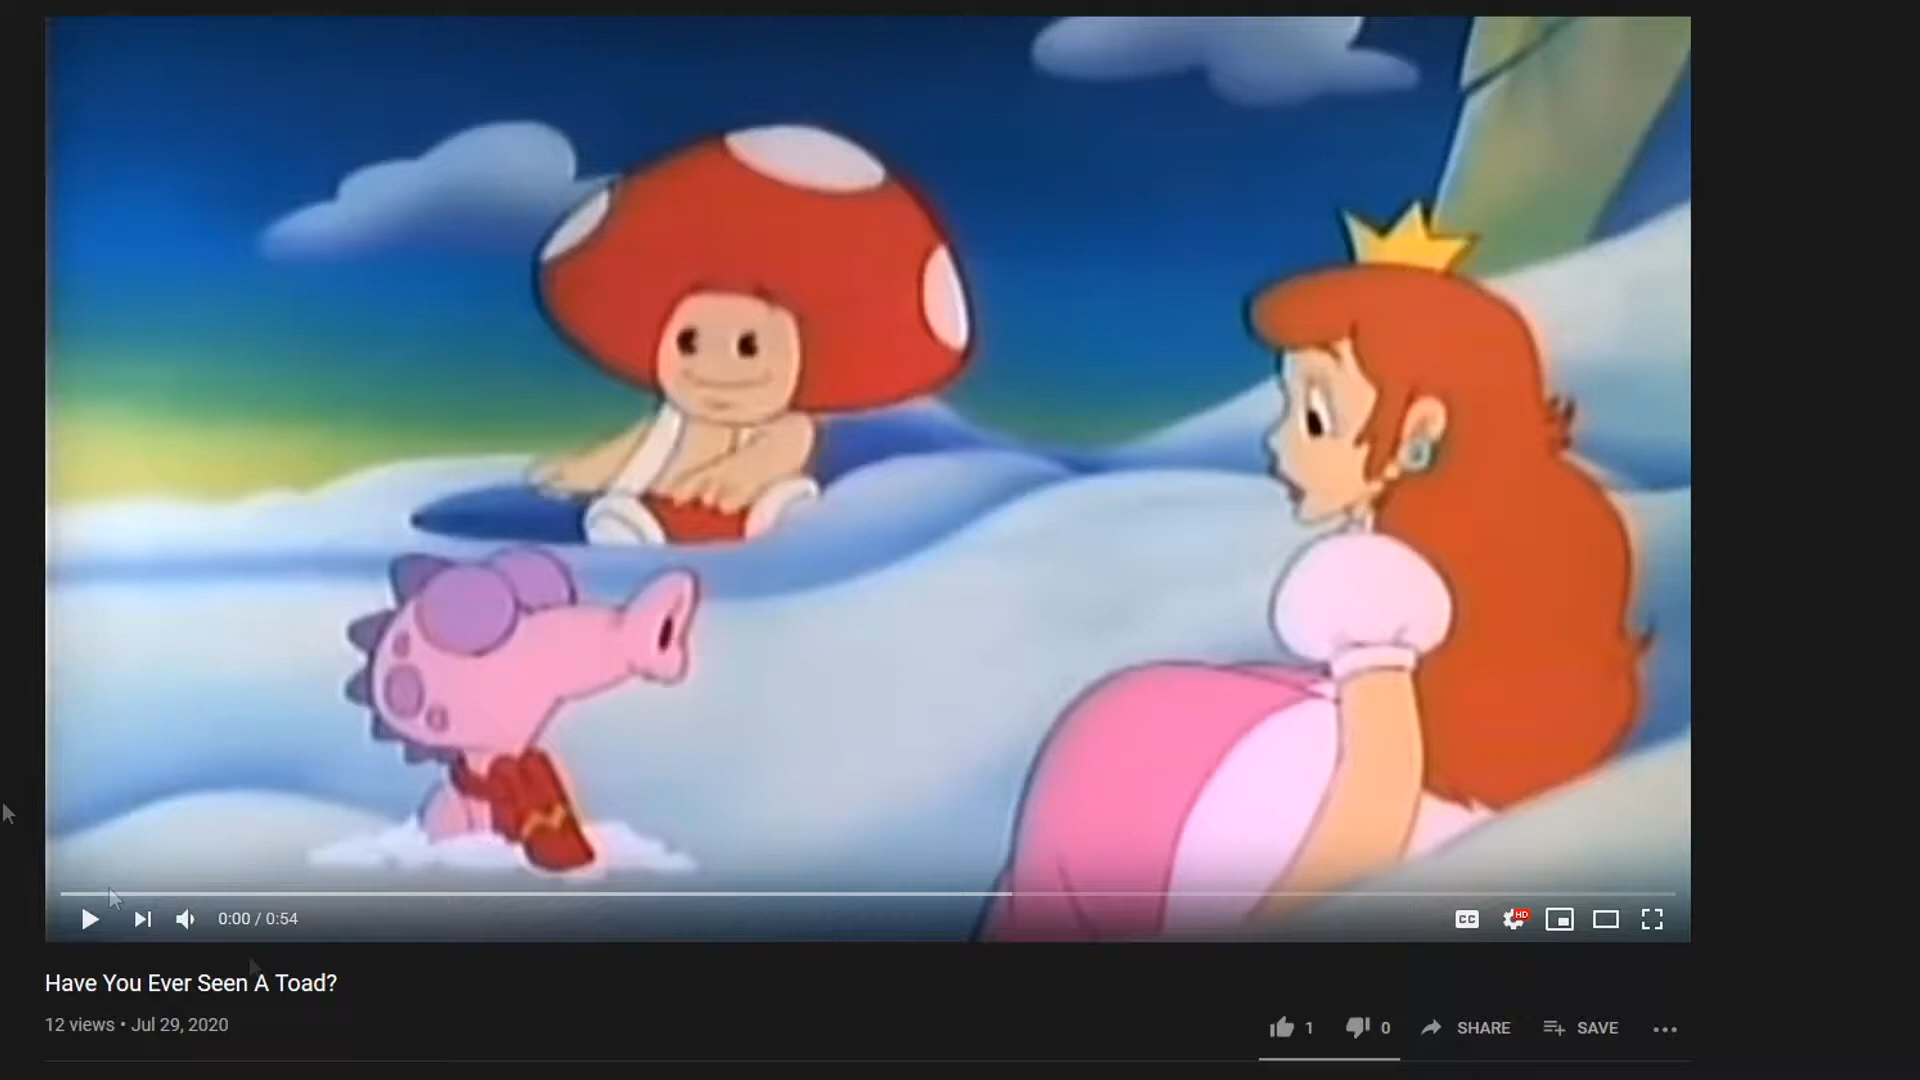 0:00 / 0:54
CC
HD
Have You Ever Seen A Toad?
12 views • Jul 29, 2020
1
0
SHARE
SAVE